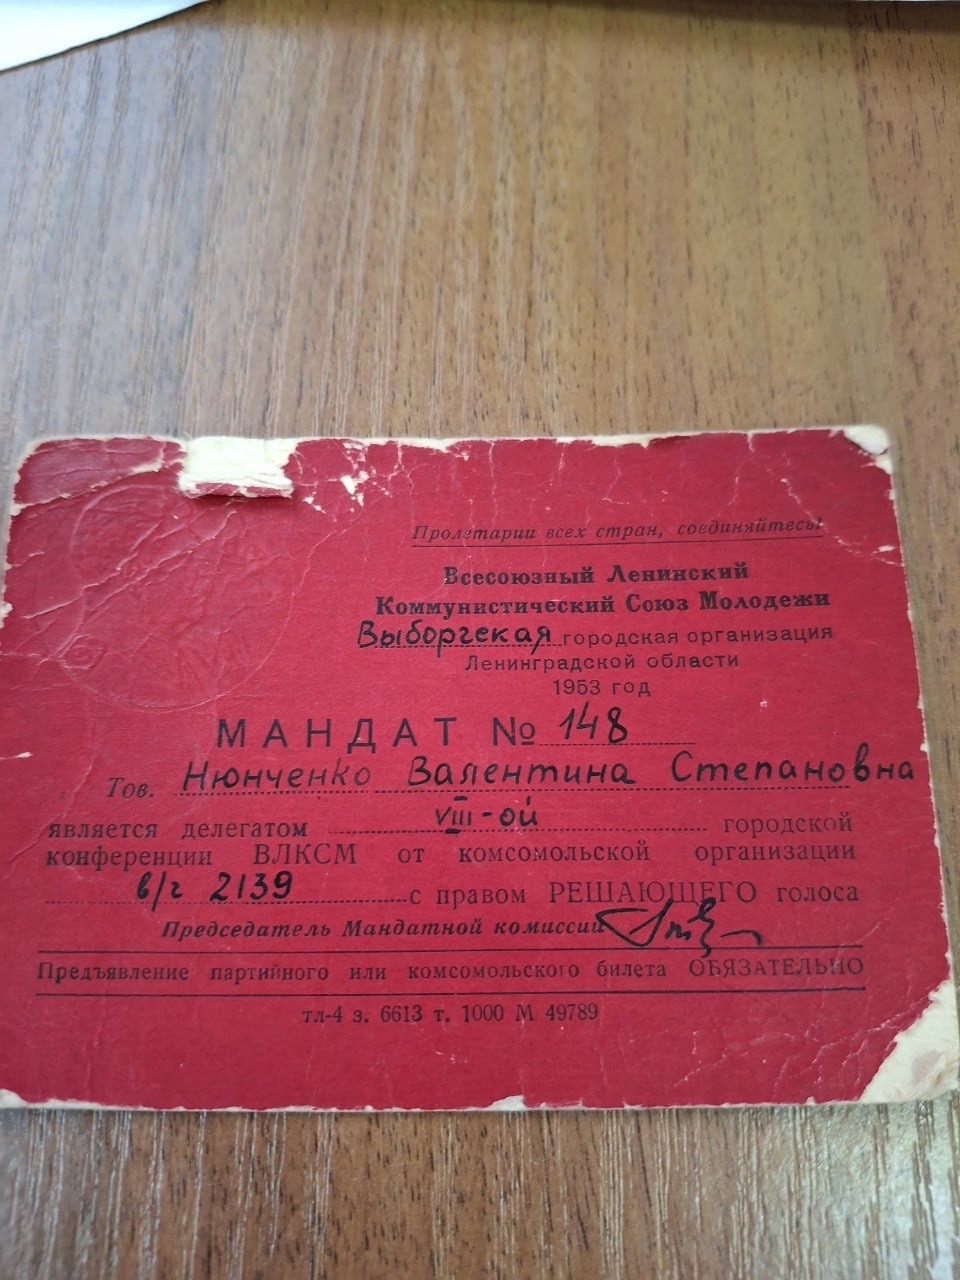 Пролетарии всех стран, соединяйтесь!
Всесоюзный Ленинский
Коммунистический Союз Молодежи
Выборгская городская организация
Ленинградской области
1953 год
МАНДАТ № 148
Тов. Нюнченко Валентина Степановна
является делегатом VIII-ой городской
конференции ВЛКСМ от комсомольской организации
в/г 2139 с правом РЕШАЮЩЕГО голоса
Председатель Мандатной комиссии
Предъявление партийного или комсомольского билета ОБЯЗАТЕЛЬНО
тл-4 з. 6613 т. 1000 М 49789